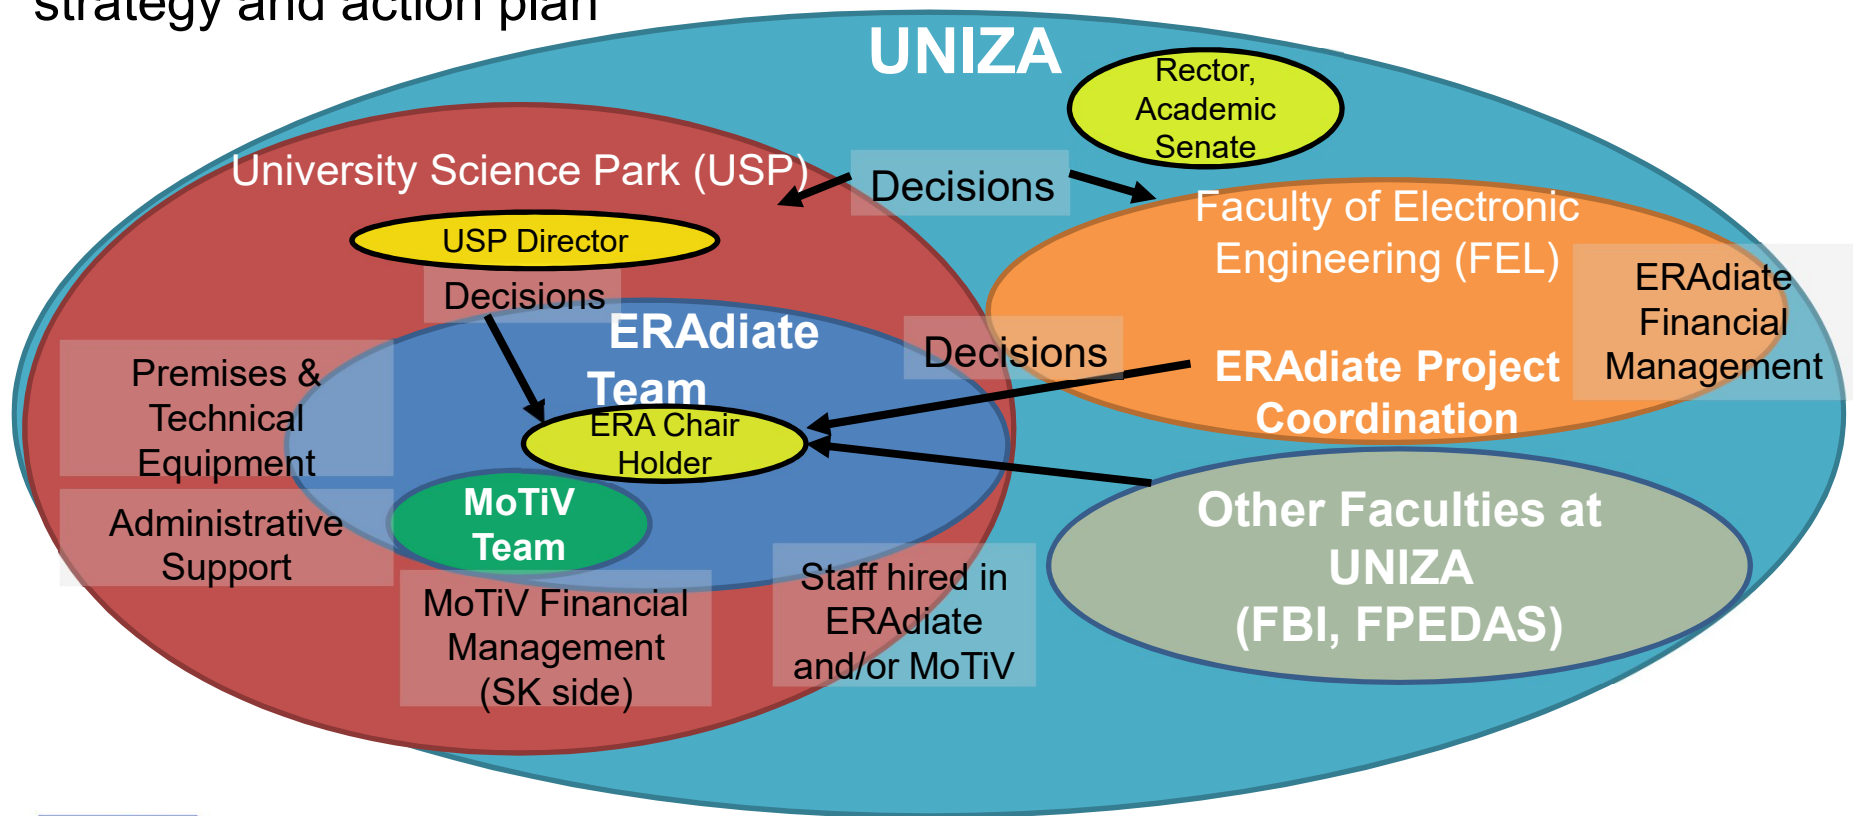 strategy and action plan
UNIZA
Rector,
Academic
Senate
University Science Park (USP)
Decisions
Faculty of Electronic
Engineering (FEL)
USP Director
Decisions
ERAdiate
Financial
Management
ERAdiate
Team
Decisions
ERAdiate Project
Coordination
Premises &
Technical
Equipment
ERA Chair
Holder
MoTiV
Team
Administrative
Support
Other Faculties at
UNIZA
(FBI, FPEDAS)
Staff hired in
ERAdiate
and/or MoTiV
MoTiV Financial
Management
(SK side)